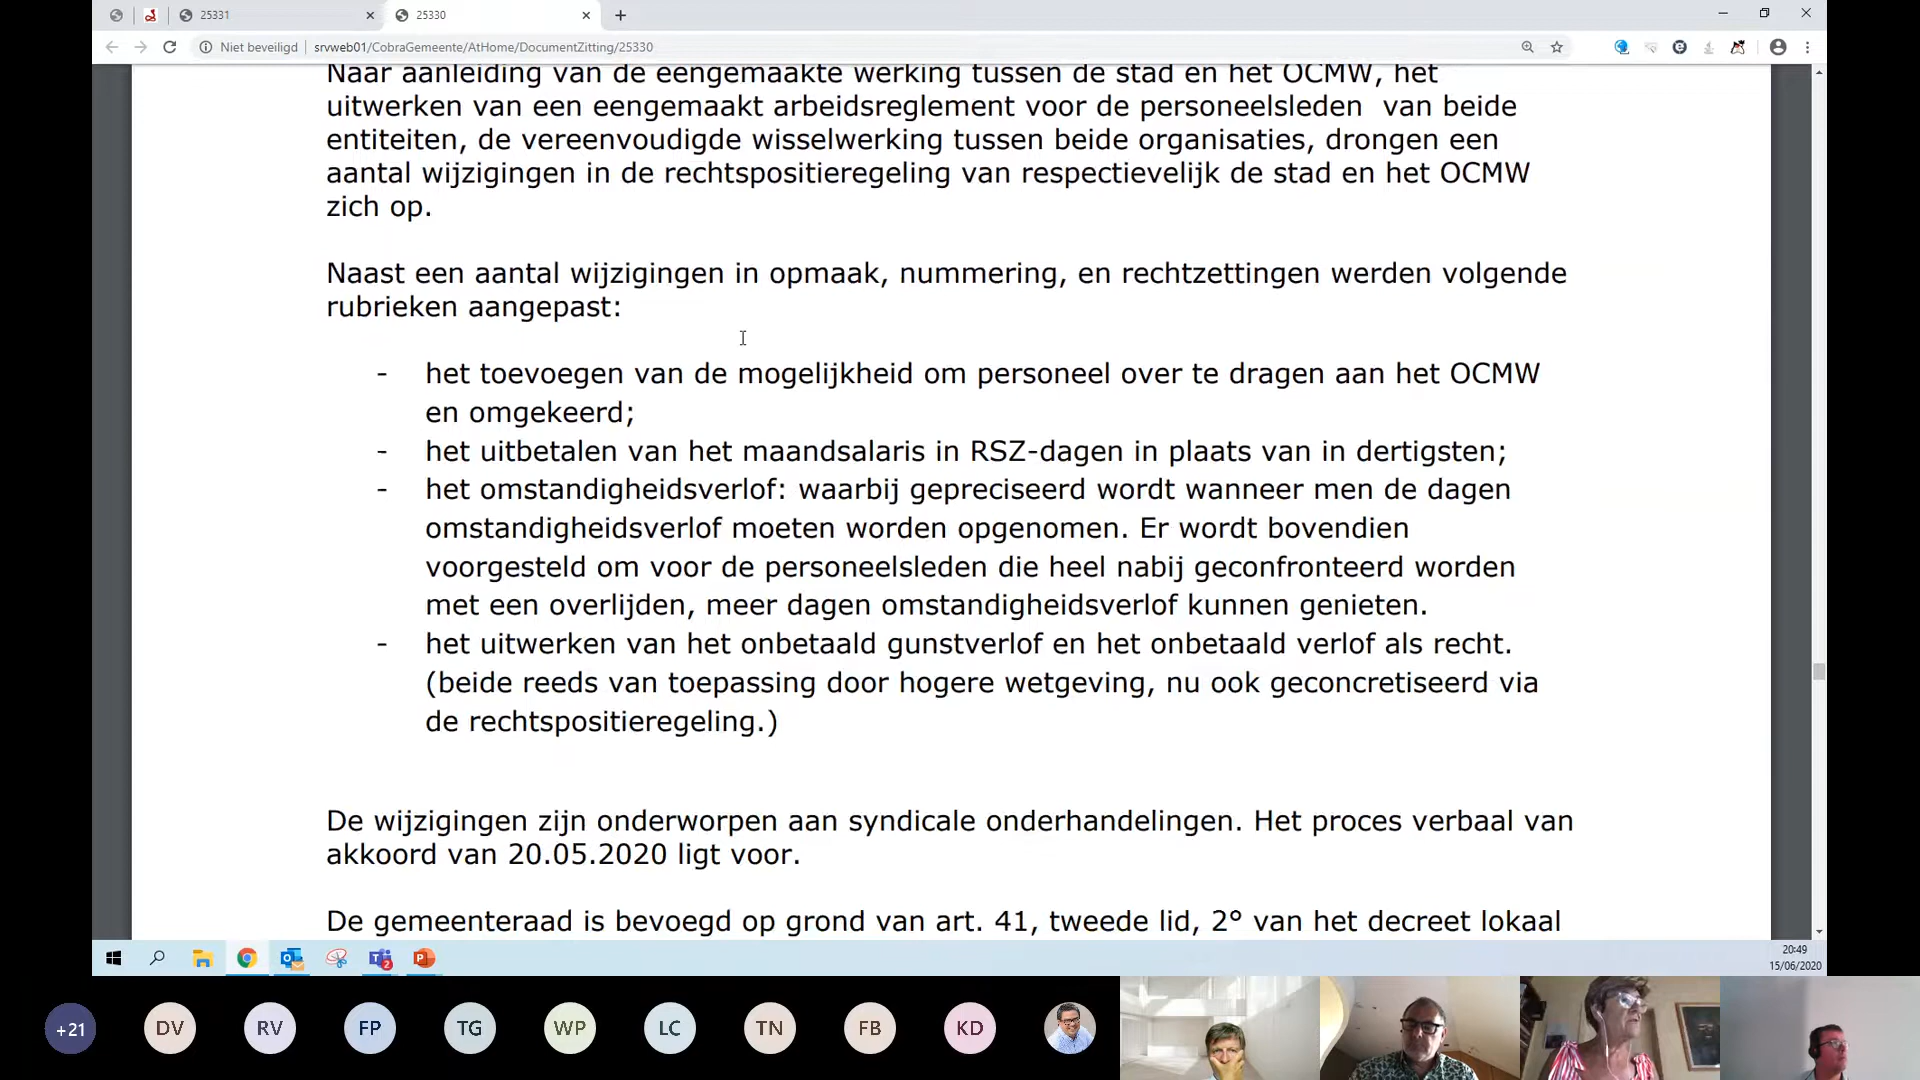 25331
25330
Niet beveiligd
srvweb01/CobraGemeente/AtHome/DocumentZitting/25330
Naar aanleiding van de eengemaakte werking tussen de stad en het OCMW, het
uitwerken van een eengemaakt arbeidsreglement voor de personeelsleden van beide
entiteiten, de vereenvoudigde wisselwerking tussen beide organisaties, drongen een
aantal wijzigingen in de rechtspositieregeling van respectievelijk de stad en het OCMW
zich op.
Naast een aantal wijzigingen in opmaak, nummering, en rechtzettingen werden volgende
rubrieken aangepast:
- het toevoegen van de mogelijkheid om personeel over te dragen aan het OCMW
en omgekeerd;
- het uitbetalen van het maandsalaris in RSZ-dagen in plaats van in dertigsten;
- het omstandigheidsverlof: waarbij gepreciseerd wordt wanneer men de dagen
omstandigheidsverlof moeten worden opgenomen. Er wordt bovendien
voorgesteld om voor de personeelsleden die heel nabij geconfronteerd worden
met een overlijden, meer dagen omstandigheidsverlof kunnen genieten.
- het uitwerken van het onbetaald gunstverlof en het onbetaald verlof als recht.
(beide reeds van toepassing door hogere wetgeving, nu ook geconcretiseerd via
de rechtspositieregeling.)
De wijzigingen zijn onderworpen aan syndicale onderhandelingen. Het proces verbaal van
akkoord van 20.05.2020 ligt voor.
De gemeenteraad is bevoegd op grond van art. 41, tweede lid, 2° van het decreet lokaal
20:49
15/06/2020
+21
DV
RV
FP
TG
WP
LC
TN
FB
KD